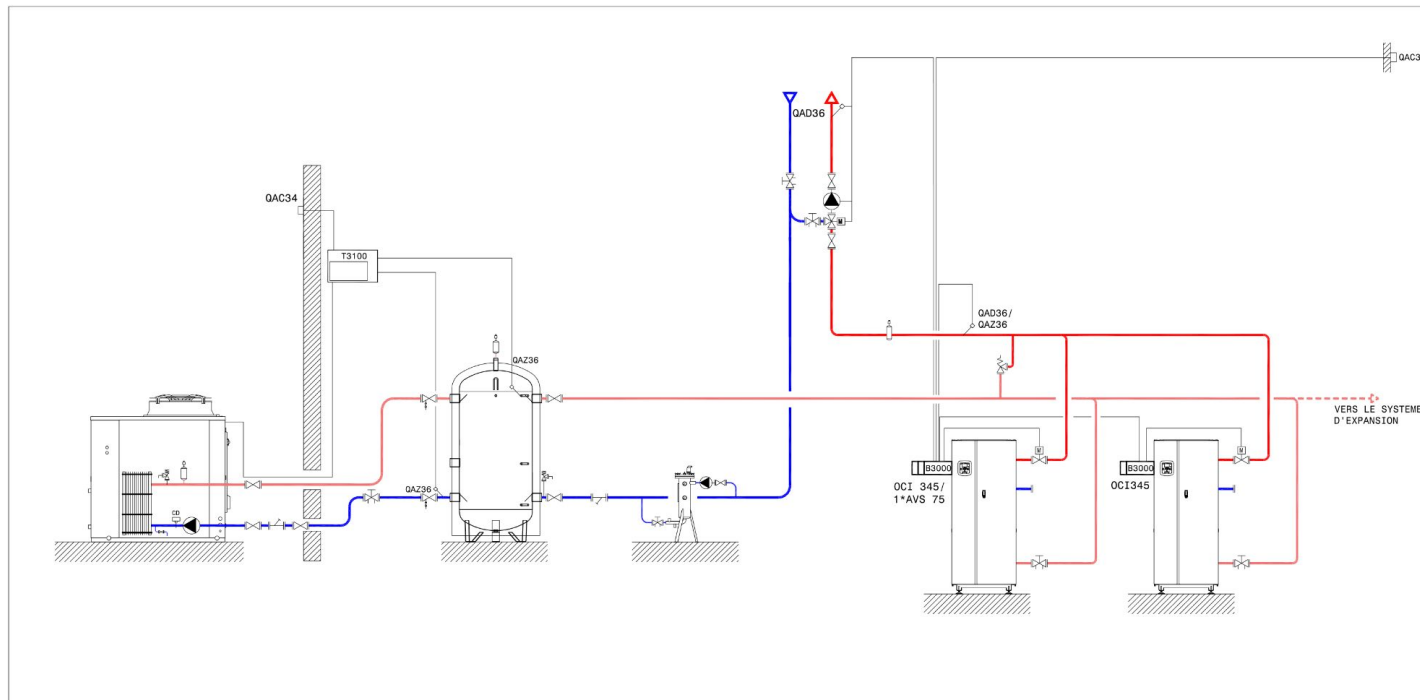 QAC3
QAD36
QAC34
T3100
QAD36/
QAZ36
QAZ36
VERS LE SYSTEME
D'EXPANSION
B3000
B3000
QAZ36
OCI 345/
1*AVS 75
OCI345
M
M
M